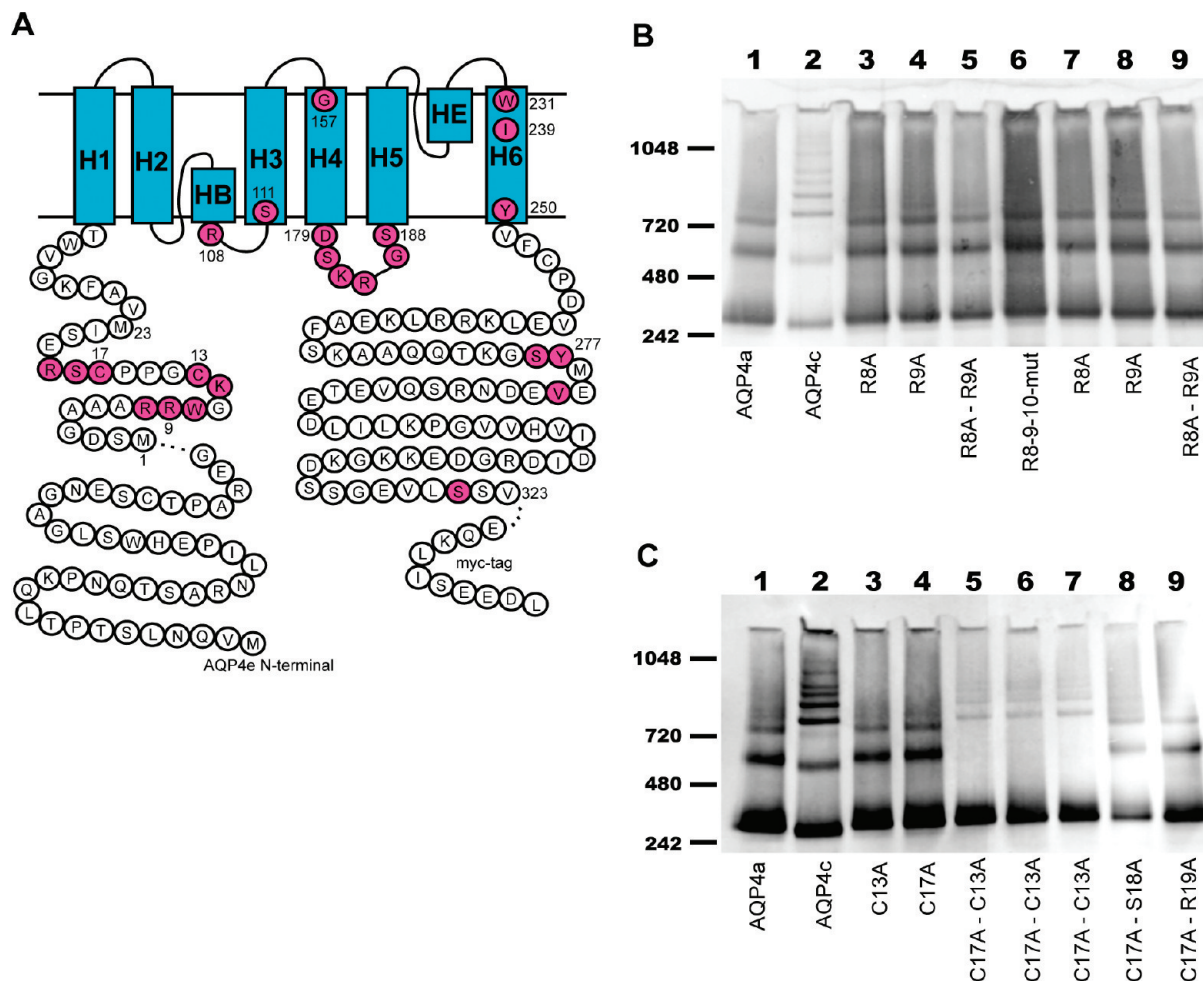 A
H1
H2
HB
H3
H4
H5
HE
H6
G
157
W 231
I 239
Y 250
S
111
R
108
179 D
S
K
R
G
S 188
V W T
G K F A V
E S I M 23
17 13
R S C P P G C K
A A A R R W G
9
G D S M
1
G E R
G N E S C T P A
A G L S W H E P I L
Q K P N Q T S A R N
L T P T S L N Q V M
AQP4e N-terminal
V F C P D
F A E K L R R K L E V
277
S K A A Q Q T K G S Y M
T E V Q S R N D E V E
E
D L I L K P G V V H V I
D K G K K E D G R D I D
S S G E V L S S V 323
L K Q E
myc-tag
I S E E D L
B
1 2 3 4 5 6 7 8 9
1048
720
480
242
AQP4a
AQP4c
R8A
R9A
R8A - R9A
R8-9-10-mut
R8A
R9A
R8A - R9A
C
1 2 3 4 5 6 7 8 9
1048
720
480
242
AQP4a
AQP4c
C13A
C17A
C17A - C13A
C17A - C13A
C17A - C13A
C17A - S18A
C17A - R19A